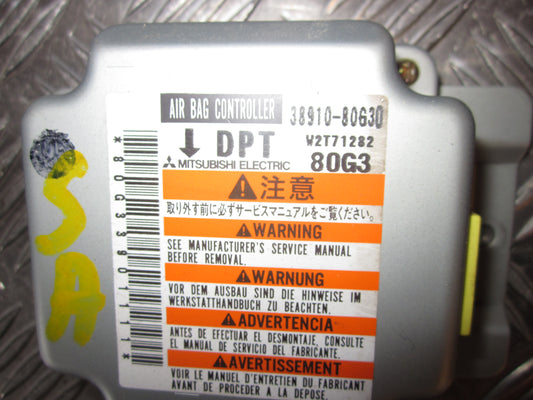 AIR BAG CONTROLLER 38910-80G30
↓ DPT W2T71282
MITSUBISHI ELECTRIC 80G3
⚠注意
取り外す前に必ずサービスマニュアルをご覧ください。
⚠WARNING
SEE MANUFACTURER'S SERVICE MANUAL
BEFORE REMOVAL.
⚠WARNUNG
VOR DEM AUSBAU SIND DIE HINWEISE IM
WERKSTATTHANDBUCH ZU BEACHTEN.
⚠ADVERTENCIA
ANTES DE EFECTUAR EL DESMONTAJE, CONSULTE
EL MANUAL DE SERVICIO DEL FABRICANTE.
⚠AVERTISSEMENT
VOIR LE MANUEL D'ENTRETIEN DU FABRICANT
AVANT DE PROCEDER A LA DEPOSE.
*80G33901111*